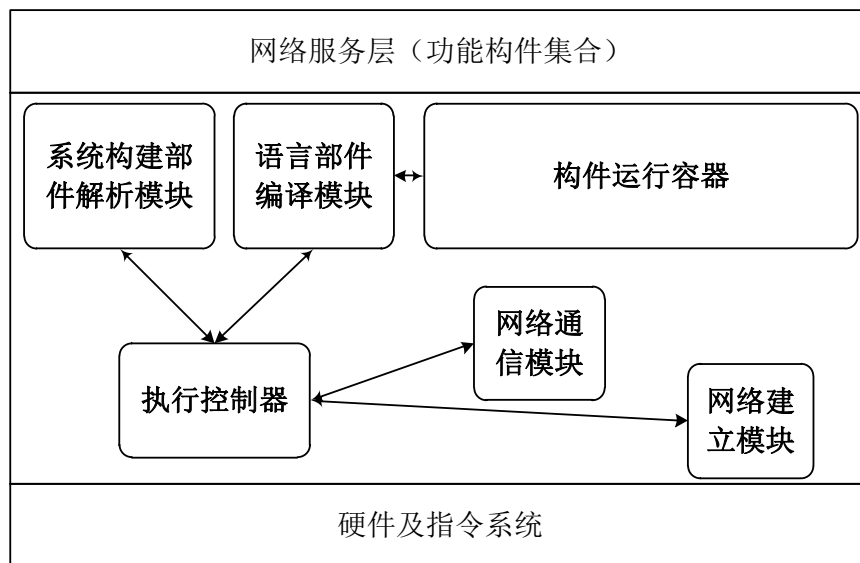 网络服务层（功能构件集合）
系统构建部
件解析模块
语言部件
编译模块
构件运行容器
网络通
信模块
执行控制器
网络建
立模块
硬件及指令系统